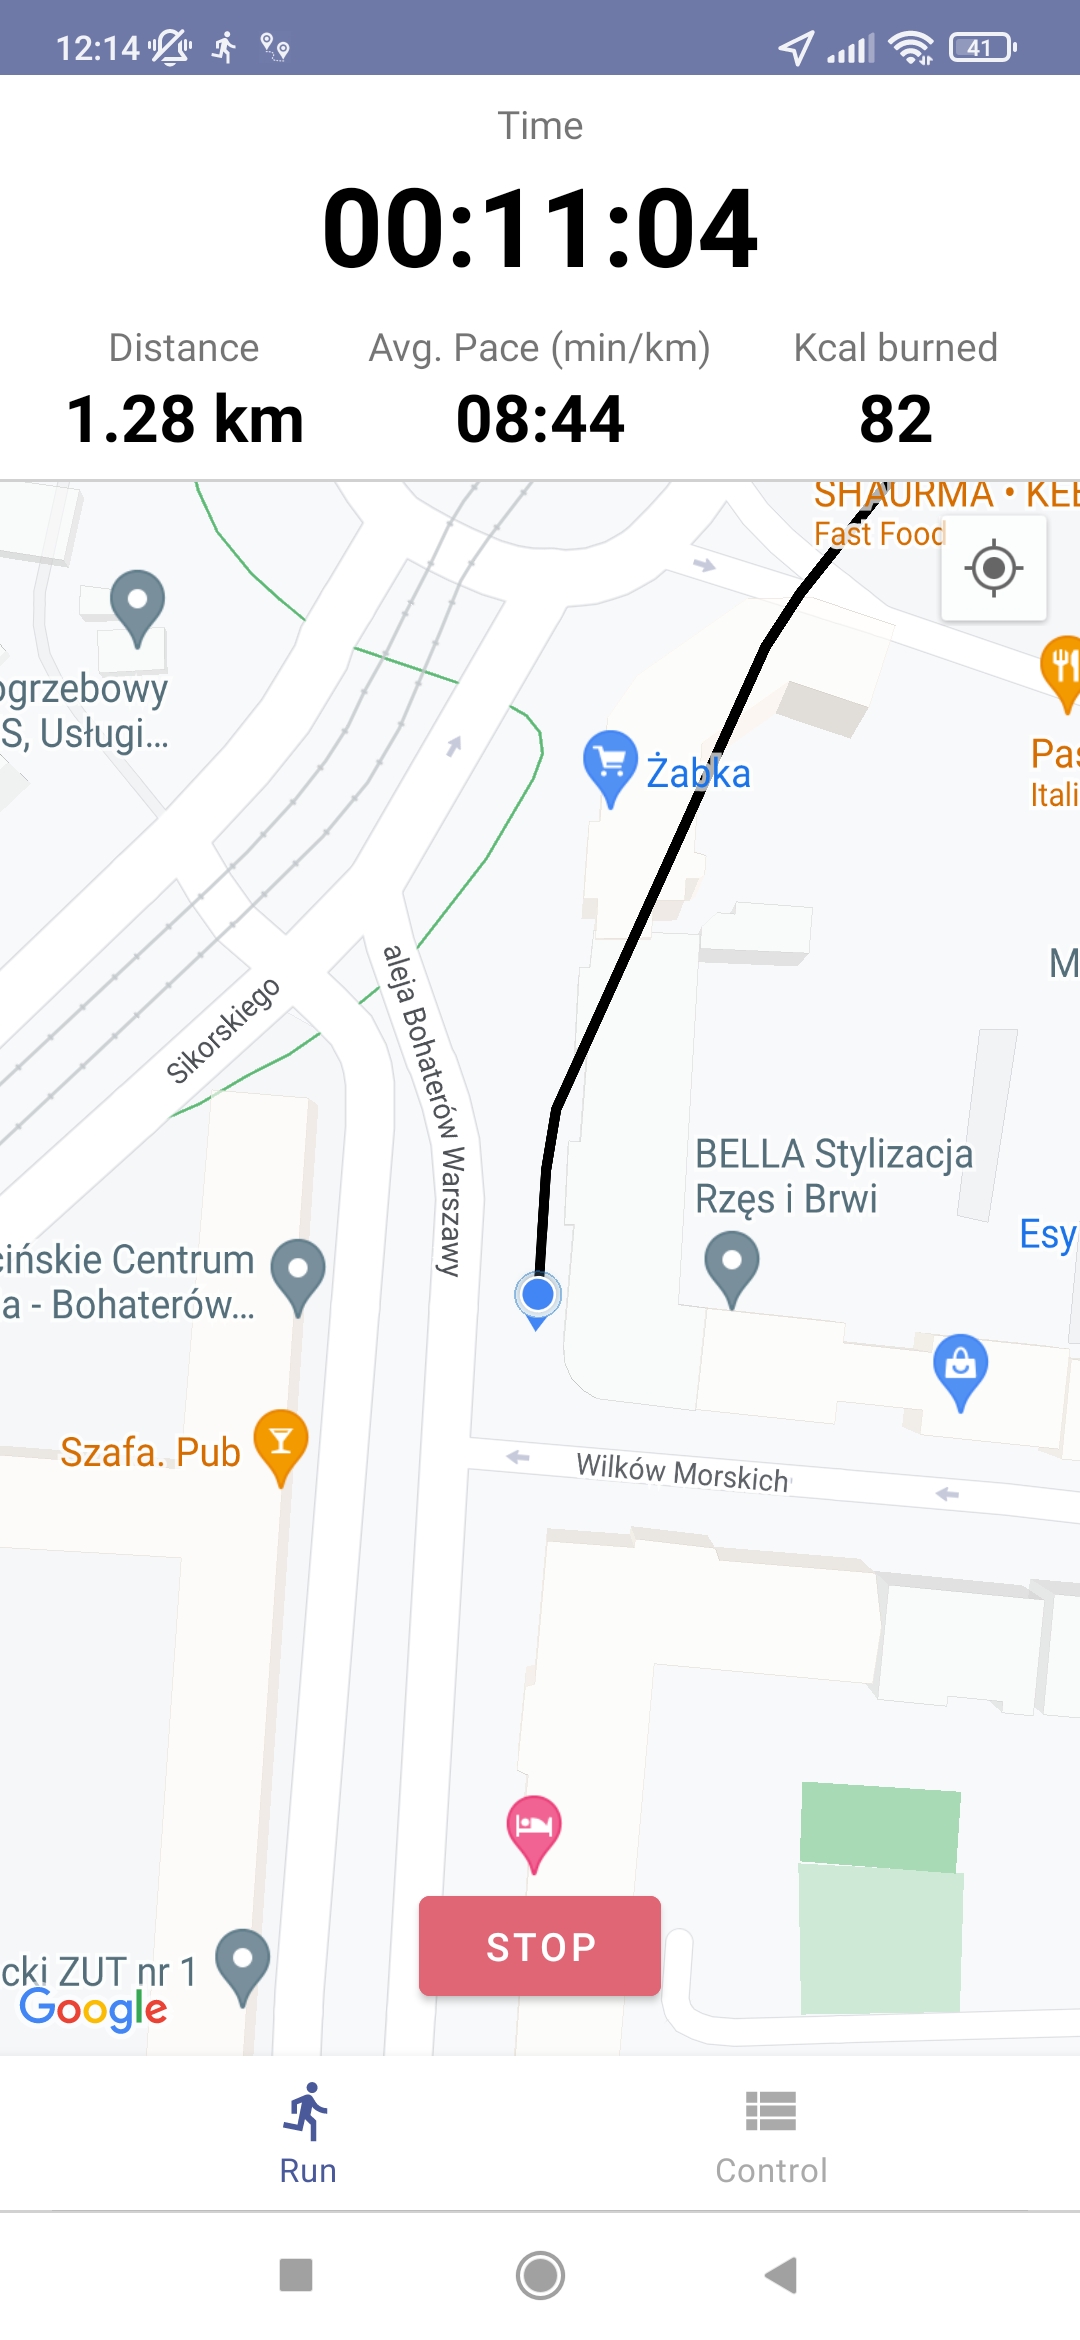 12:14
41
Time
00:11:04
Distance
Avg. Pace (min/km)
Kcal burned
1.28 km
08:44
82
SHAURMA • KEB
Fast Food
ogrzebowy
S, Usługi...
Żabka
Pas
Itali
M
Sikorskiego
aleja Bohaterów Warszawy
BELLA Stylizacja
Rzęs i Brwi
Esy
cińskie Centrum
a - Bohaterów...
Szafa. Pub
Wilków Morskich
STOP
cki ZUT nr 1
Google
Run
Control